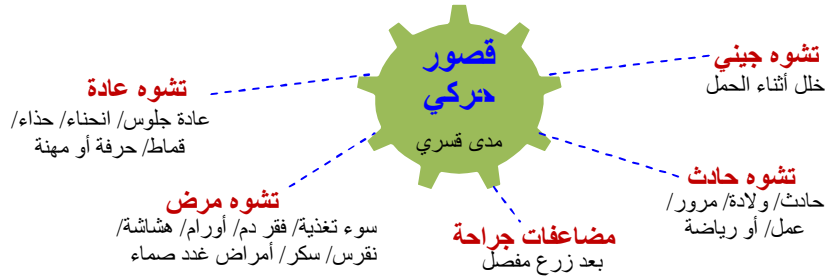 قصور
حركي
مدى قسري
تشوه جيني
خلل أثناء الحمل
تشوه حادث
حادث/ ولادة/ مرور/
عمل/ أو رياضة
مضاعفات جراحة
بعد زرع مفصل
تشوه مرض
سوء تغذية/ فقر دم/ أورام/ هشاشة/
نقرس/ سكر/ أمراض غدد صماء
تشوه عادة
عادة جلوس/ انحناء/ حذاء/
قماط/ حرفة أو مهنة